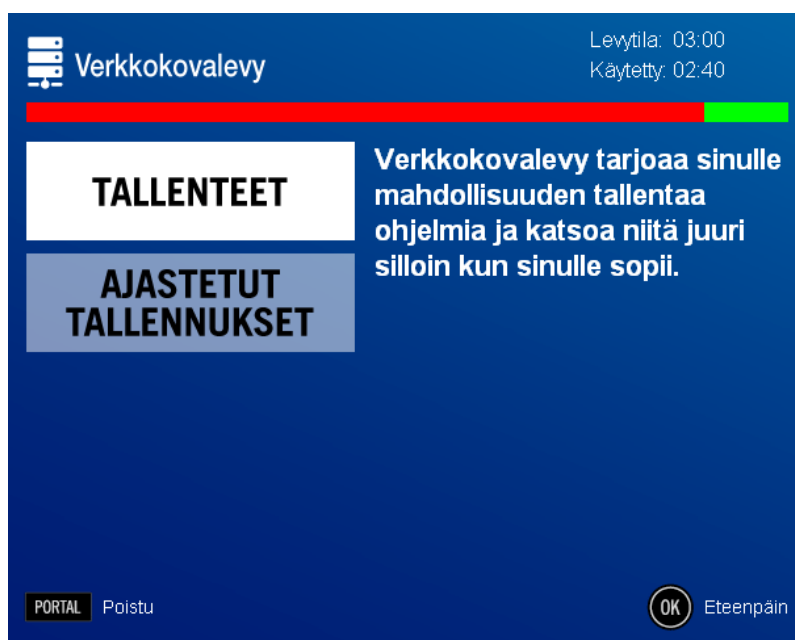 Verkkokovalevy
Levytila: 03:00
Käytetty: 02:40
TALLENTEET
AJASTETUT
TALLENNUKSET
Verkkokovalevy tarjoaa sinulle
mahdollisuuden tallentaa
ohjelmia ja katsoa niitä juuri
silloin kun sinulle sopii.
PORTAL Poistu
OK Eteenpäin